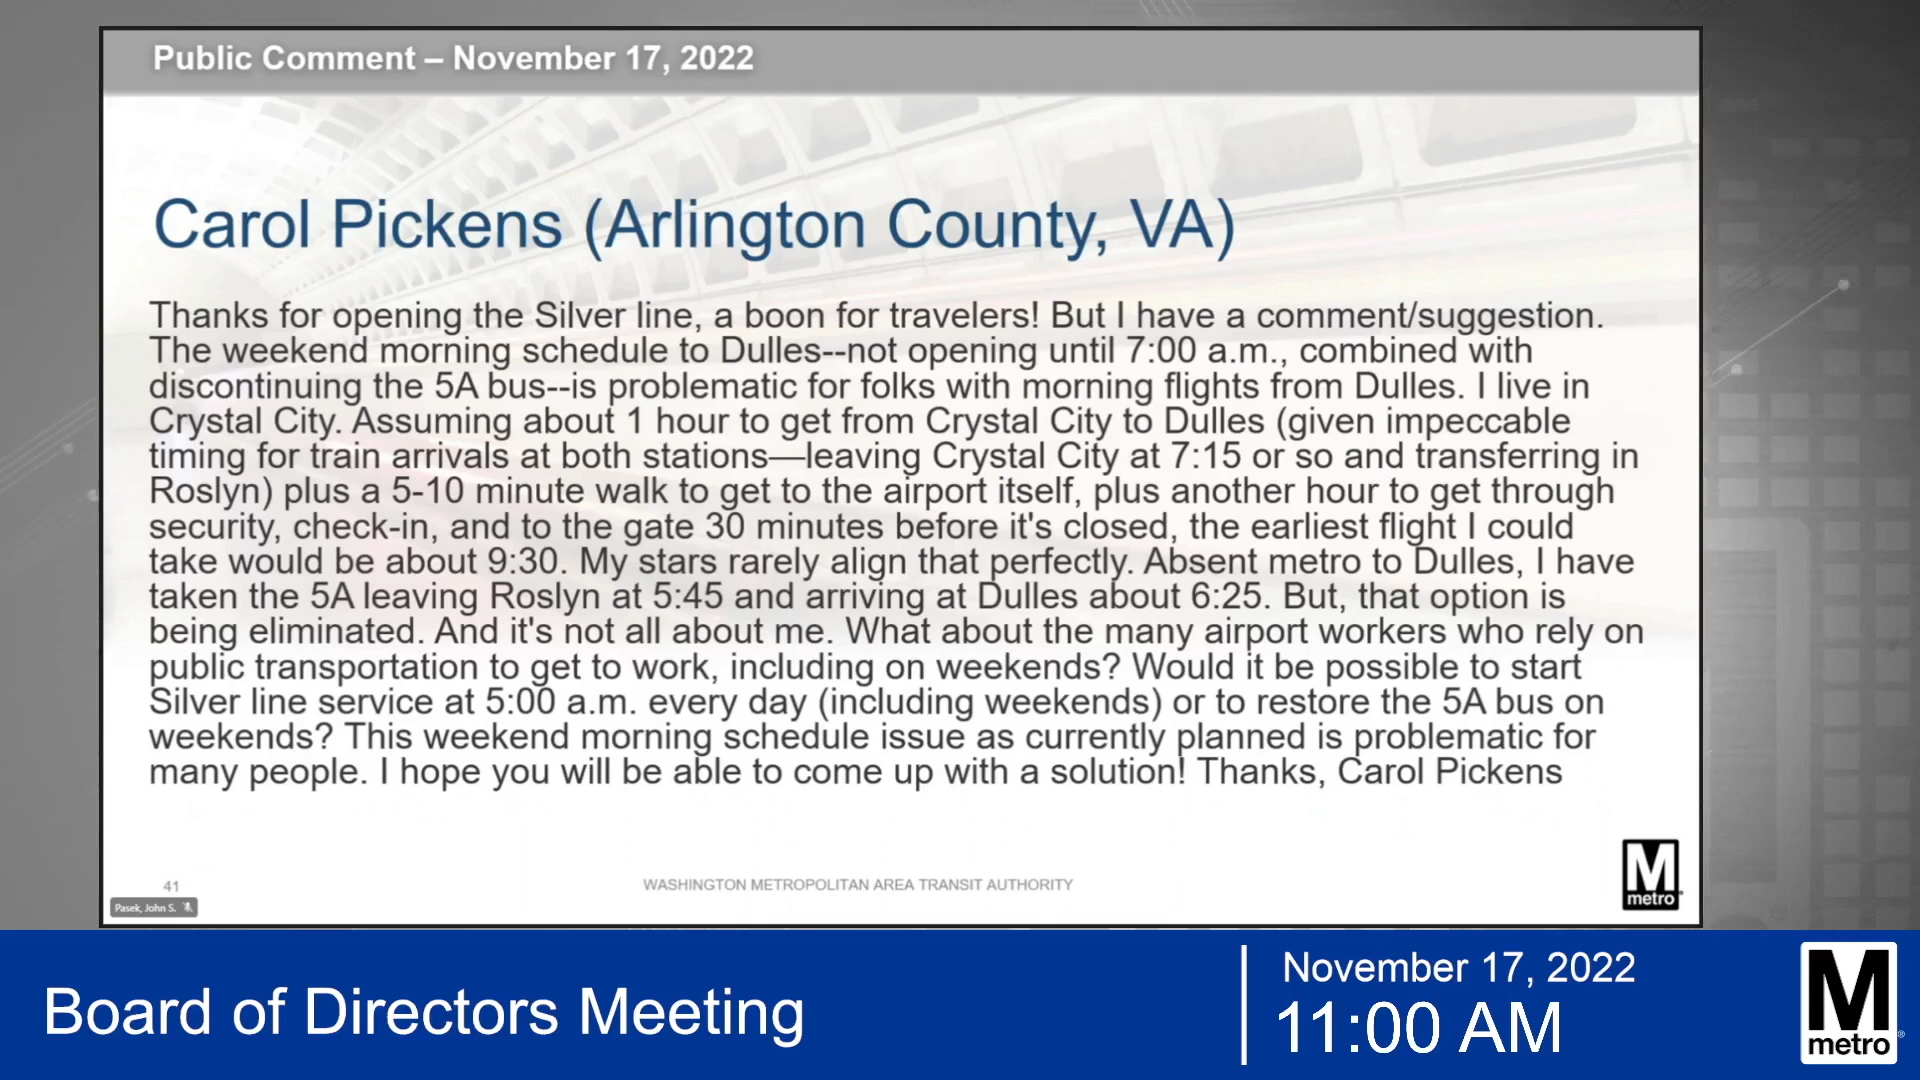 Public Comment – November 17, 2022
Carol Pickens (Arlington County, VA)
Thanks for opening the Silver line, a boon for travelers! But I have a comment/suggestion.
The weekend morning schedule to Dulles--not opening until 7:00 a.m., combined with
discontinuing the 5A bus--is problematic for folks with morning flights from Dulles. I live in
Crystal City. Assuming about 1 hour to get from Crystal City to Dulles (given impeccable
timing for train arrivals at both stations—leaving Crystal City at 7:15 or so and transferring in
Roslyn) plus a 5-10 minute walk to get to the airport itself, plus another hour to get through
security, check-in, and to the gate 30 minutes before it's closed, the earliest flight I could
take would be about 9:30. My stars rarely align that perfectly. Absent metro to Dulles, I have
taken the 5A leaving Roslyn at 5:45 and arriving at Dulles about 6:25. But, that option is
being eliminated. And it's not all about me. What about the many airport workers who rely on
public transportation to get to work, including on weekends? Would it be possible to start
Silver line service at 5:00 a.m. every day (including weekends) or to restore the 5A bus on
weekends? This weekend morning schedule issue as currently planned is problematic for
many people. I hope you will be able to come up with a solution! Thanks, Carol Pickens
41
WASHINGTON METROPOLITAN AREA TRANSIT AUTHORITY
M
metro
Pasek, John S.
Board of Directors Meeting
November 17, 2022
11:00 AM
M
metro®